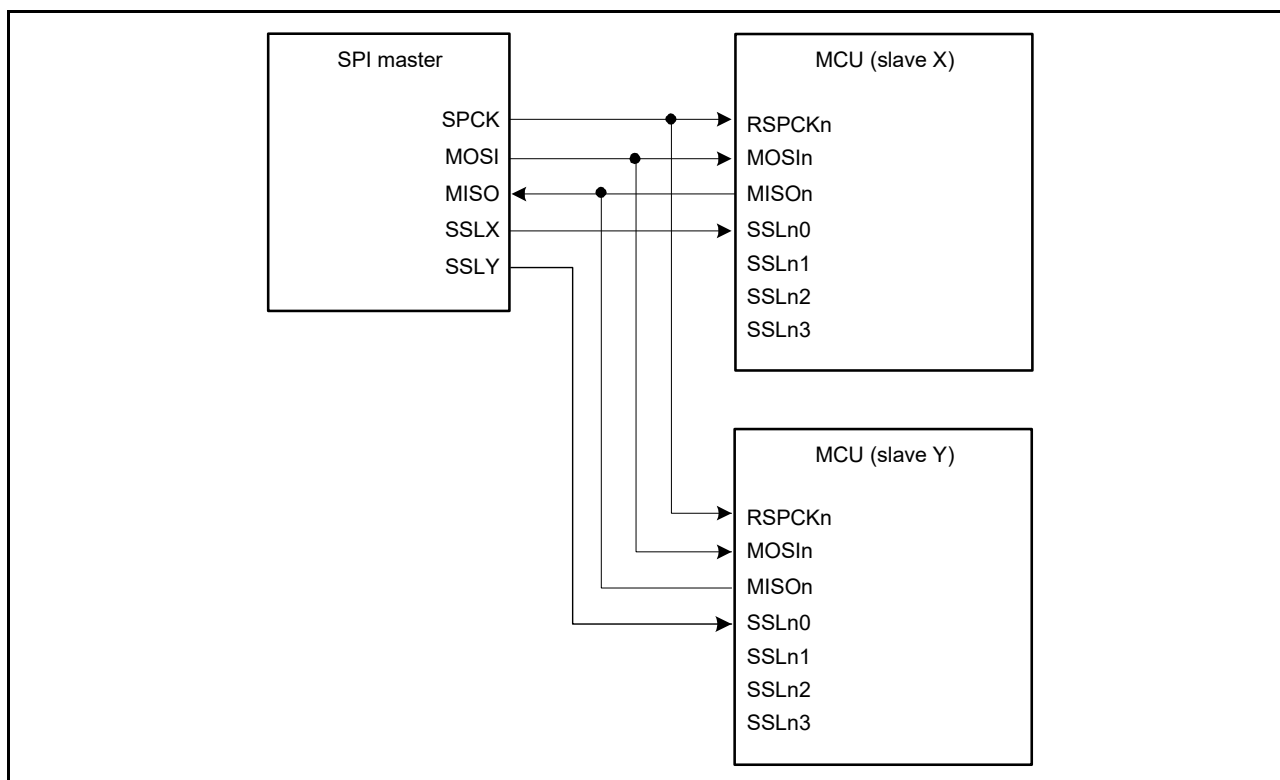 SPI master
SPCK
MOSI
MISO
SSLX
SSLY
MCU (slave X)
RSPCKn
MOSIn
MISOn
SSLn0
SSLn1
SSLn2
SSLn3
MCU (slave Y)
RSPCKn
MOSIn
MISOn
SSLn0
SSLn1
SSLn2
SSLn3